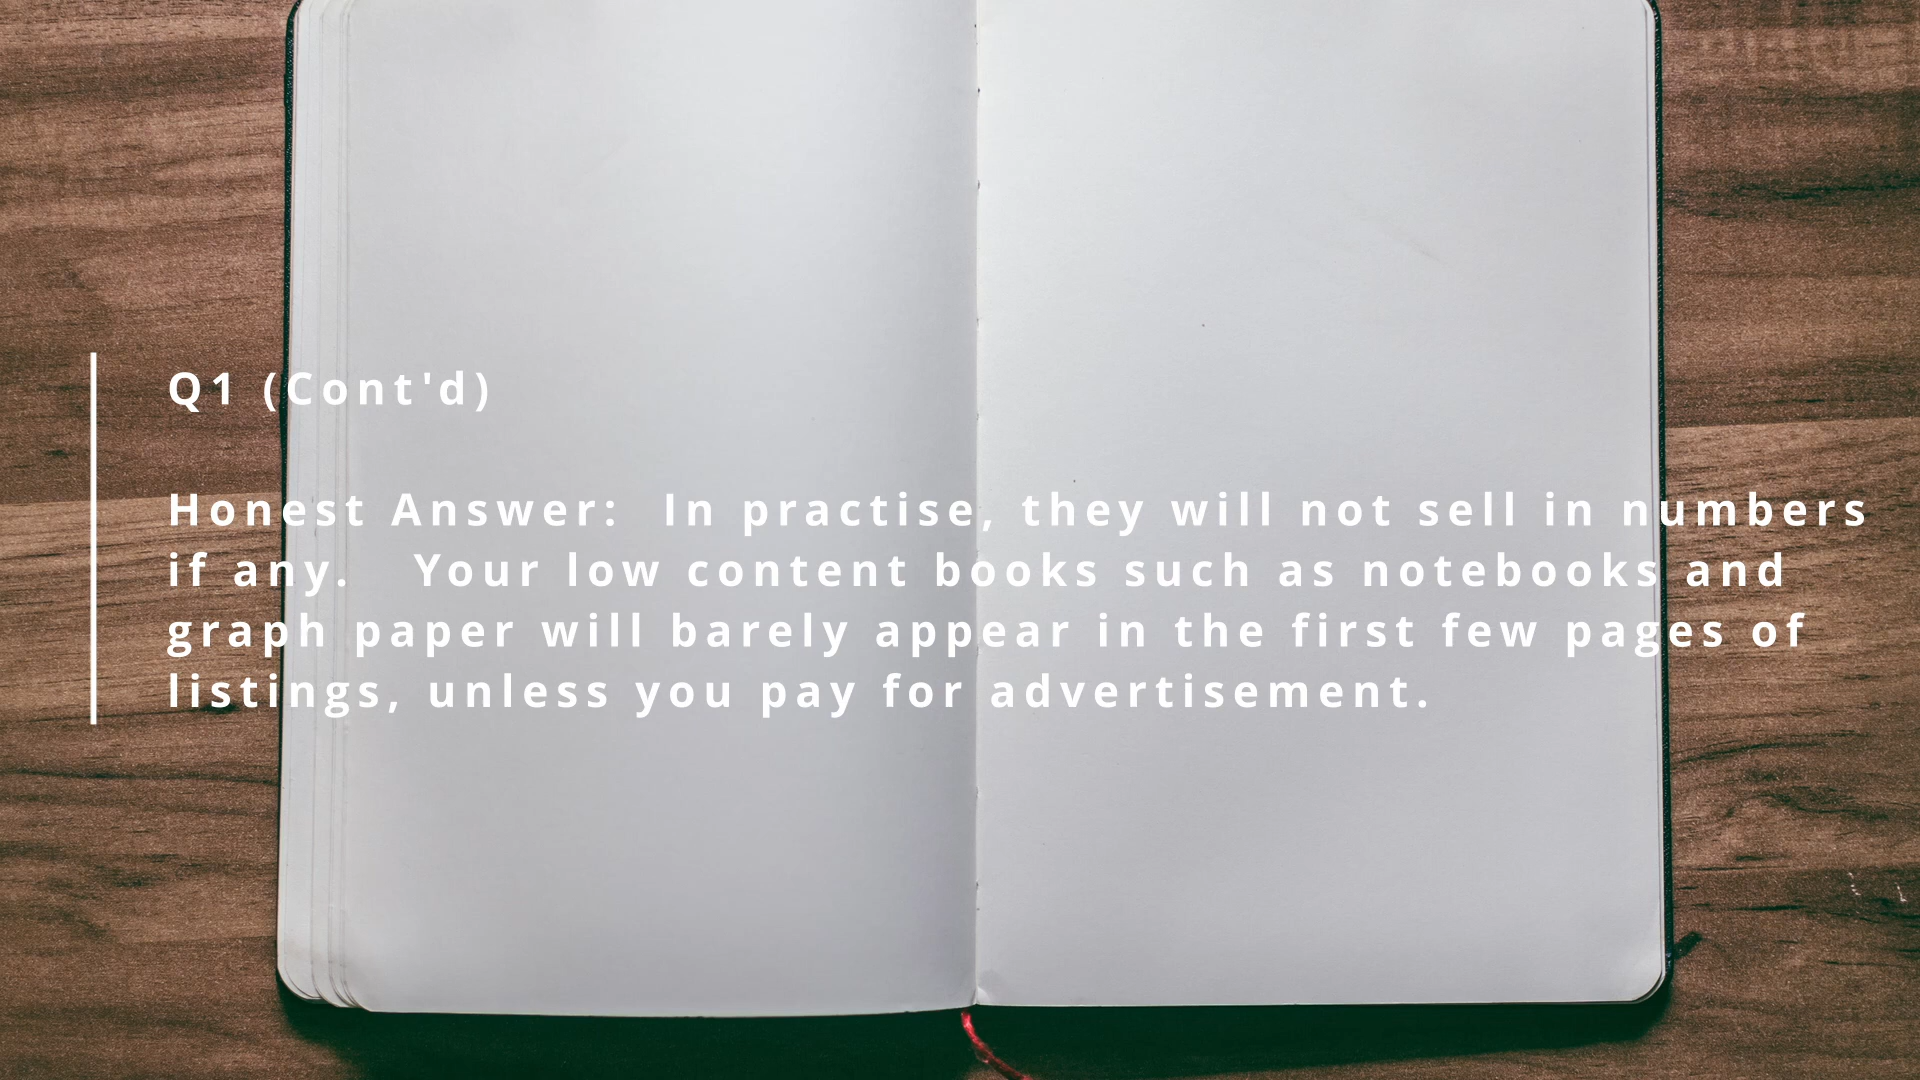 Q1 (Cont'd)
Honest Answer:  In practise, they will not sell in numbers
if any.   Your low content books such as notebooks and
graph paper will barely appear in the first few pages of
listings, unless you pay for advertisement.